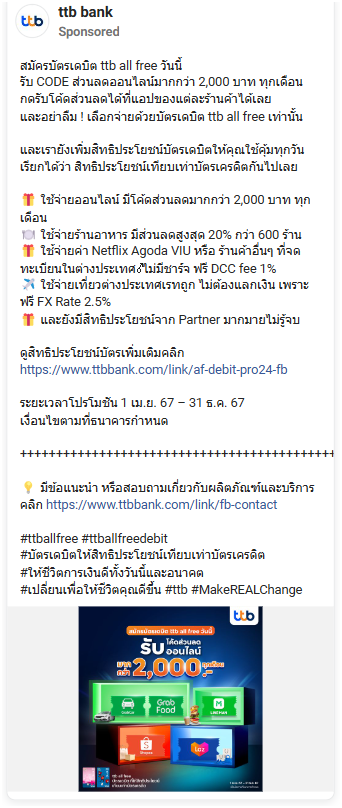 ttb bank
Sponsored
ttb
สมัครบัตรเดบิต ttb all free วันนี้
รับ CODE ส่วนลดออนไลน์มากกว่า 2,000 บาท ทุกเดือน
กดรับโค้ดส่วนลดได้ที่แอปของแต่ละร้านค้าได้เลย
และอย่าลืม ! เลือกจ่ายด้วยบัตรเดบิต ttb all free เท่านั้น
และเรายังเพิ่มสิทธิประโยชน์บัตรเดบิตให้คุณใช้คุ้มทุกวัน
เรียกได้ว่า สิทธิประโยชน์เทียบเท่าบัตรเครดิตกันไปเลย
🎁 ใช้จ่ายออนไลน์ มีโค้ดส่วนลดมากกว่า 2,000 บาท ทุก
เดือน
🍽️ ใช้จ่ายร้านอาหาร มีส่วนลดสูงสุด 20% กว่า 600 ร้าน
🎁 ใช้จ่ายค่า Netflix Agoda VIU หรือ ร้านค้าอื่นๆ ที่จด
ทะเบียนในต่างประเทศก็ไม่มีชาร์จ ฟรี DCC fee 1%
✈️ ใช้จ่ายเที่ยวต่างประเทศเรทถูก ไม่ต้องแลกเงิน เพราะ
ฟรี FX Rate 2.5%
🎁 และยังมีสิทธิประโยชน์จาก Partner มากมายไม่รู้จบ
ดูสิทธิประโยชน์บัตรเพิ่มเติมคลิก
https://www.ttbbank.com/link/af-debit-pro24-fb
ระยะเวลาโปรโมชัน 1 เม.ย. 67 – 31 ธ.ค. 67
เงื่อนไขตามที่ธนาคารกำหนด
++++++++++++++++++++++++++++++++++++++++++++
💡 มีข้อแนะนำ หรือสอบถามเกี่ยวกับผลิตภัณฑ์และบริการ
คลิก https://www.ttbbank.com/link/fb-contact
#ttballfree #ttballfreedebit
#บัตรเดบิตให้สิทธิประโยชน์เทียบเท่าบัตรเครดิต
#ให้ชีวิตการเงินดีทั้งวันนี้และอนาคต
#เปลี่ยนเพื่อให้ชีวิตคุณดีขึ้น #ttb #MakeREALChange
ttb
สมัครบัตรเดบิต ttb all free วันนี้
รับ โค้ดส่วนลด
ออนไลน์
มาก
กว่า 2,000.- ทุกเดือน
GrabCar
Grab
Food
LINE MAN
Shopee
Laz
ttb all free